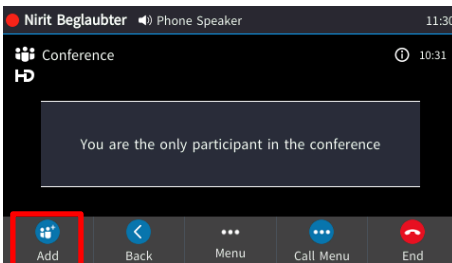 Nirit Beglaubter Phone Speaker 11:30
Conference 10:31
HD
You are the only participant in the conference
Add Back Menu Call Menu End